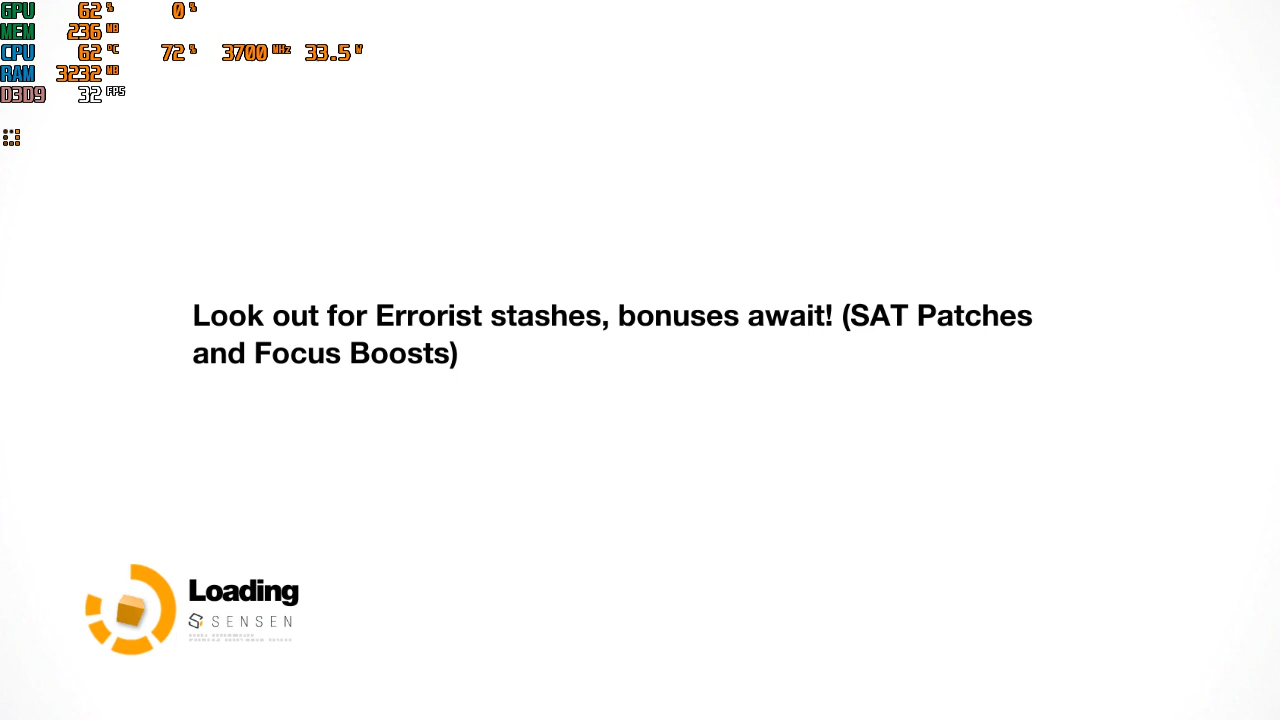 GPU 62 % 0 %
MEM 236 MB
CPU 62 °C 72 % 3700 MHz 33.5 W
RAM 3232 MB
D3D9 32 FPS
Look out for Errorist stashes, bonuses await! (SAT Patches
and Focus Boosts)
Loading
SENSEN